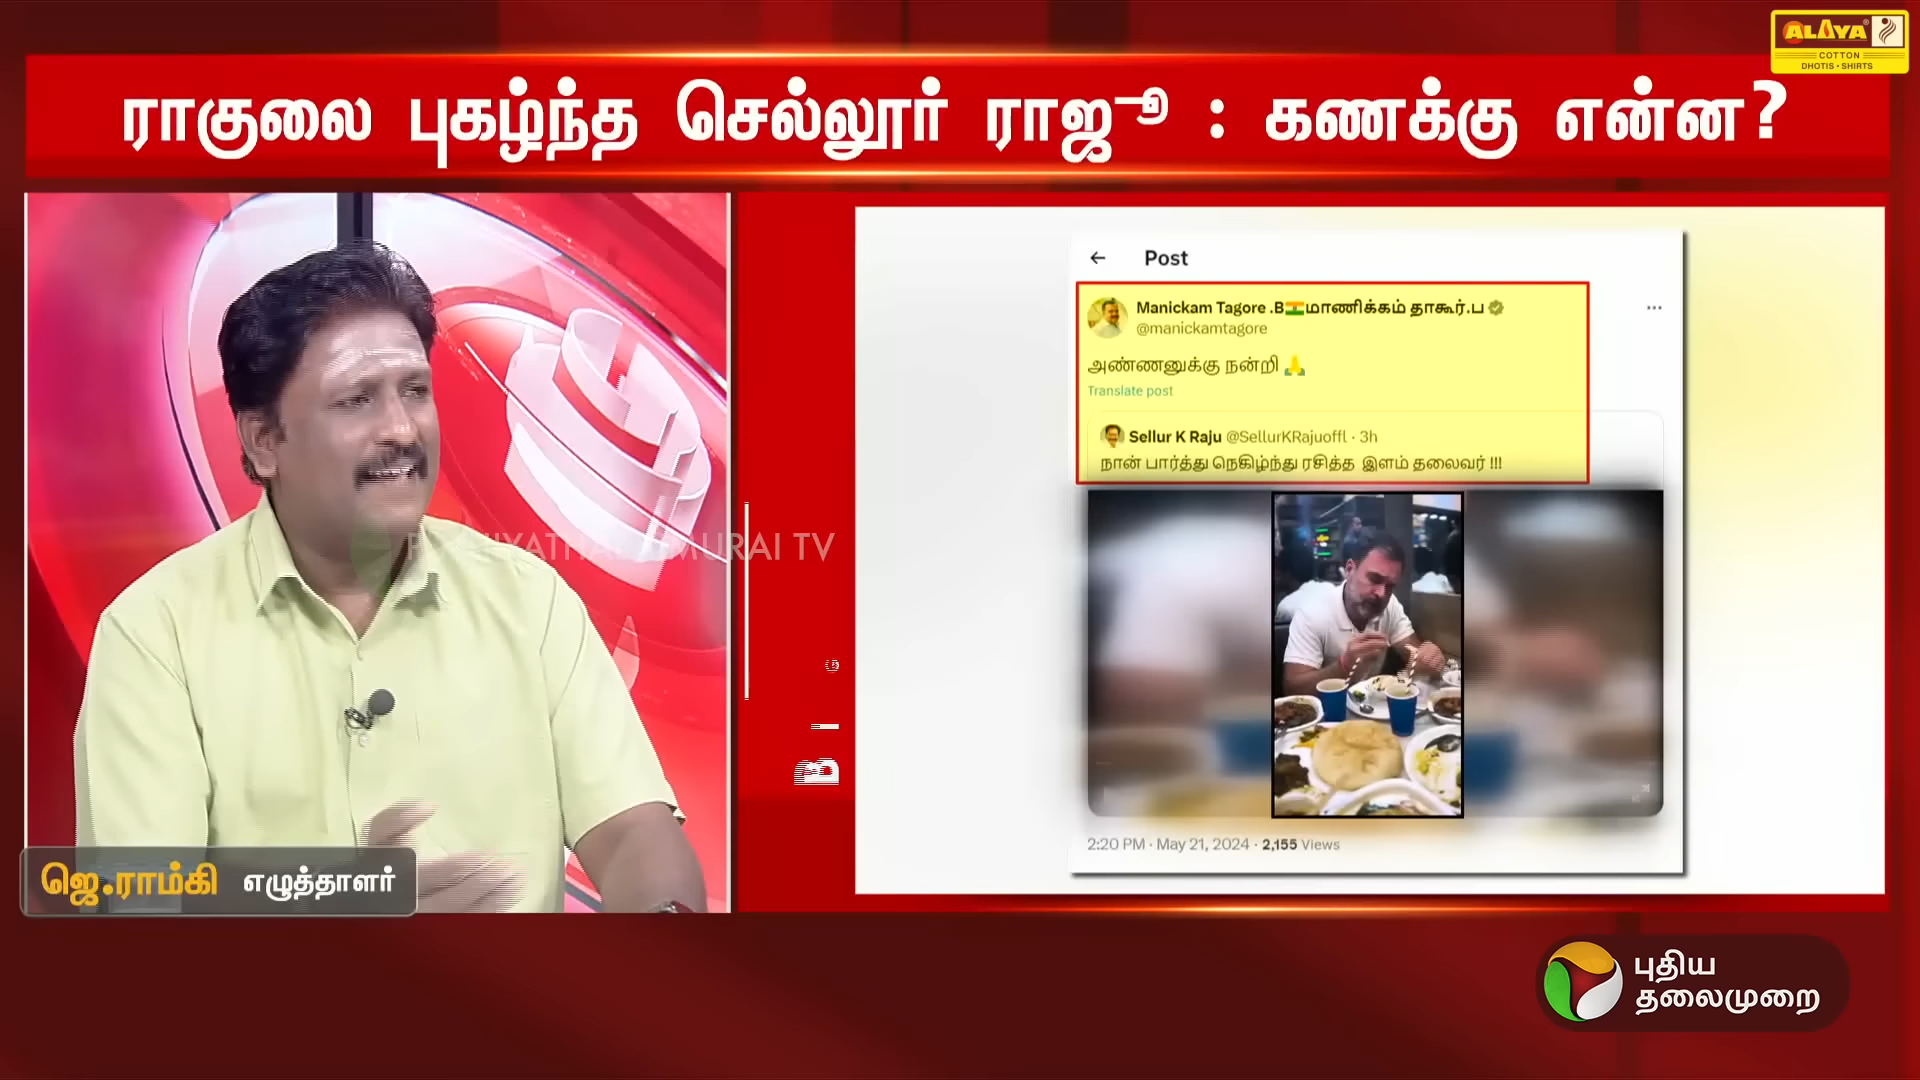 ALAYA
COTTON
DHOTIS • SHIRTS
ராகுலை புகழ்ந்த செல்லூர் ராஜூ : கணக்கு என்ன?
← Post
Manickam Tagore .B🇮🇳மாணிக்கம் தாகூர்.ப
@manickamtagore
அண்ணனுக்கு நன்றி 🙏
Translate post
Sellur K Raju @SellurKRajuoffl · 3h
நான் பார்த்து நெகிழ்ந்து ரசித்த இளம் தலைவர் !!!
2:20 PM · May 21, 2024 · 2,155 Views
ஜெ.ராம்கி எழுத்தாளர்
புதிய
தலைமுறை